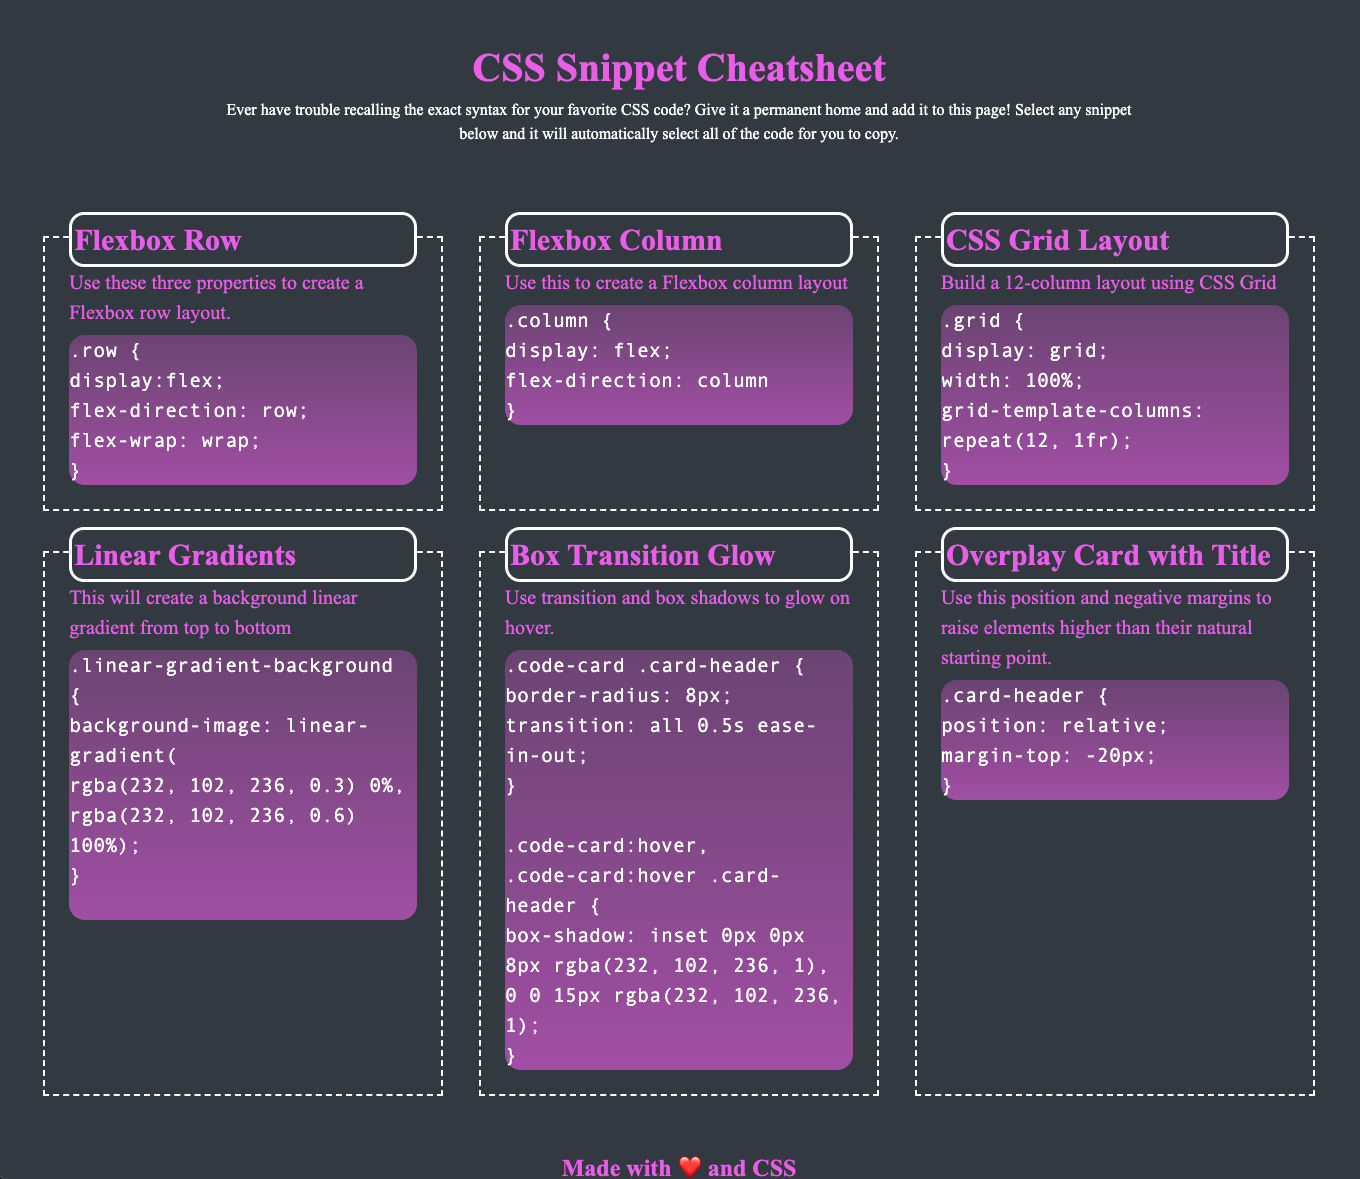 CSS Snippet Cheatsheet
Ever have trouble recalling the exact syntax for your favorite CSS code? Give it a permanent home and add it to this page! Select any snippet
below and it will automatically select all of the code for you to copy.
Flexbox Row
Use these three properties to create a
Flexbox row layout.
.row {
display:flex;
flex-direction: row;
flex-wrap: wrap;
}
Flexbox Column
Use this to create a Flexbox column layout
.column {
display: flex;
flex-direction: column
}
CSS Grid Layout
Build a 12-column layout using CSS Grid
.grid {
display: grid;
width: 100%;
grid-template-columns:
repeat(12, 1fr);
}
Linear Gradients
This will create a background linear
gradient from top to bottom
.linear-gradient-background
{
background-image: linear-
gradient(
rgba(232, 102, 236, 0.3) 0%,
rgba(232, 102, 236, 0.6)
100%);
}
Box Transition Glow
Use transition and box shadows to glow on
hover.
.code-card .card-header {
border-radius: 8px;
transition: all 0.5s ease-
in-out;
}
.code-card:hover,
.code-card:hover .card-
header {
box-shadow: inset 0px 0px
8px rgba(232, 102, 236, 1),
0 0 15px rgba(232, 102, 236,
1);
}
Overplay Card with Title
Use this position and negative margins to
raise elements higher than their natural
starting point.
.card-header {
position: relative;
margin-top: -20px;
}
Made with ❤️ and CSS